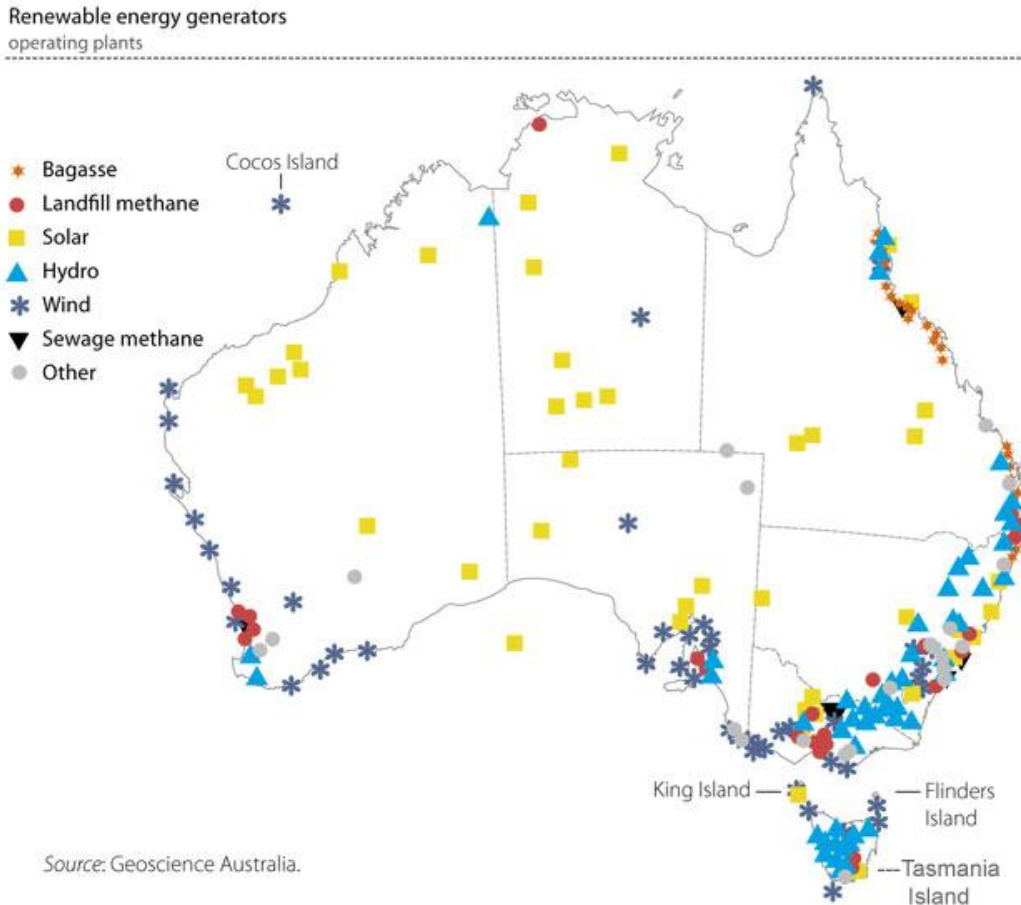 Renewable energy generators
operating plants
Bagasse
Landfill methane
Solar
Hydro
Wind
Sewage methane
Other
Cocos Island
King Island
Flinders
Island
Tasmania
Island
Source: Geoscience Australia.